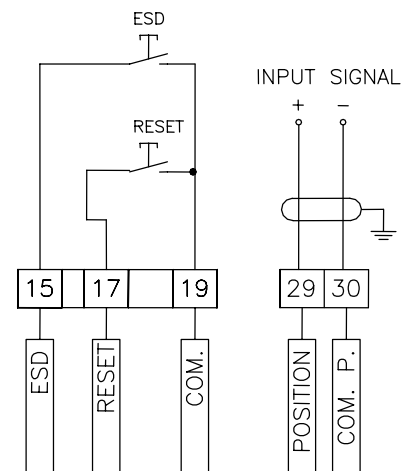 ESD
INPUT SIGNAL
+ −
RESET
15 17 19 29 30
ESD
RESET
COM.
POSITION
COM. P.